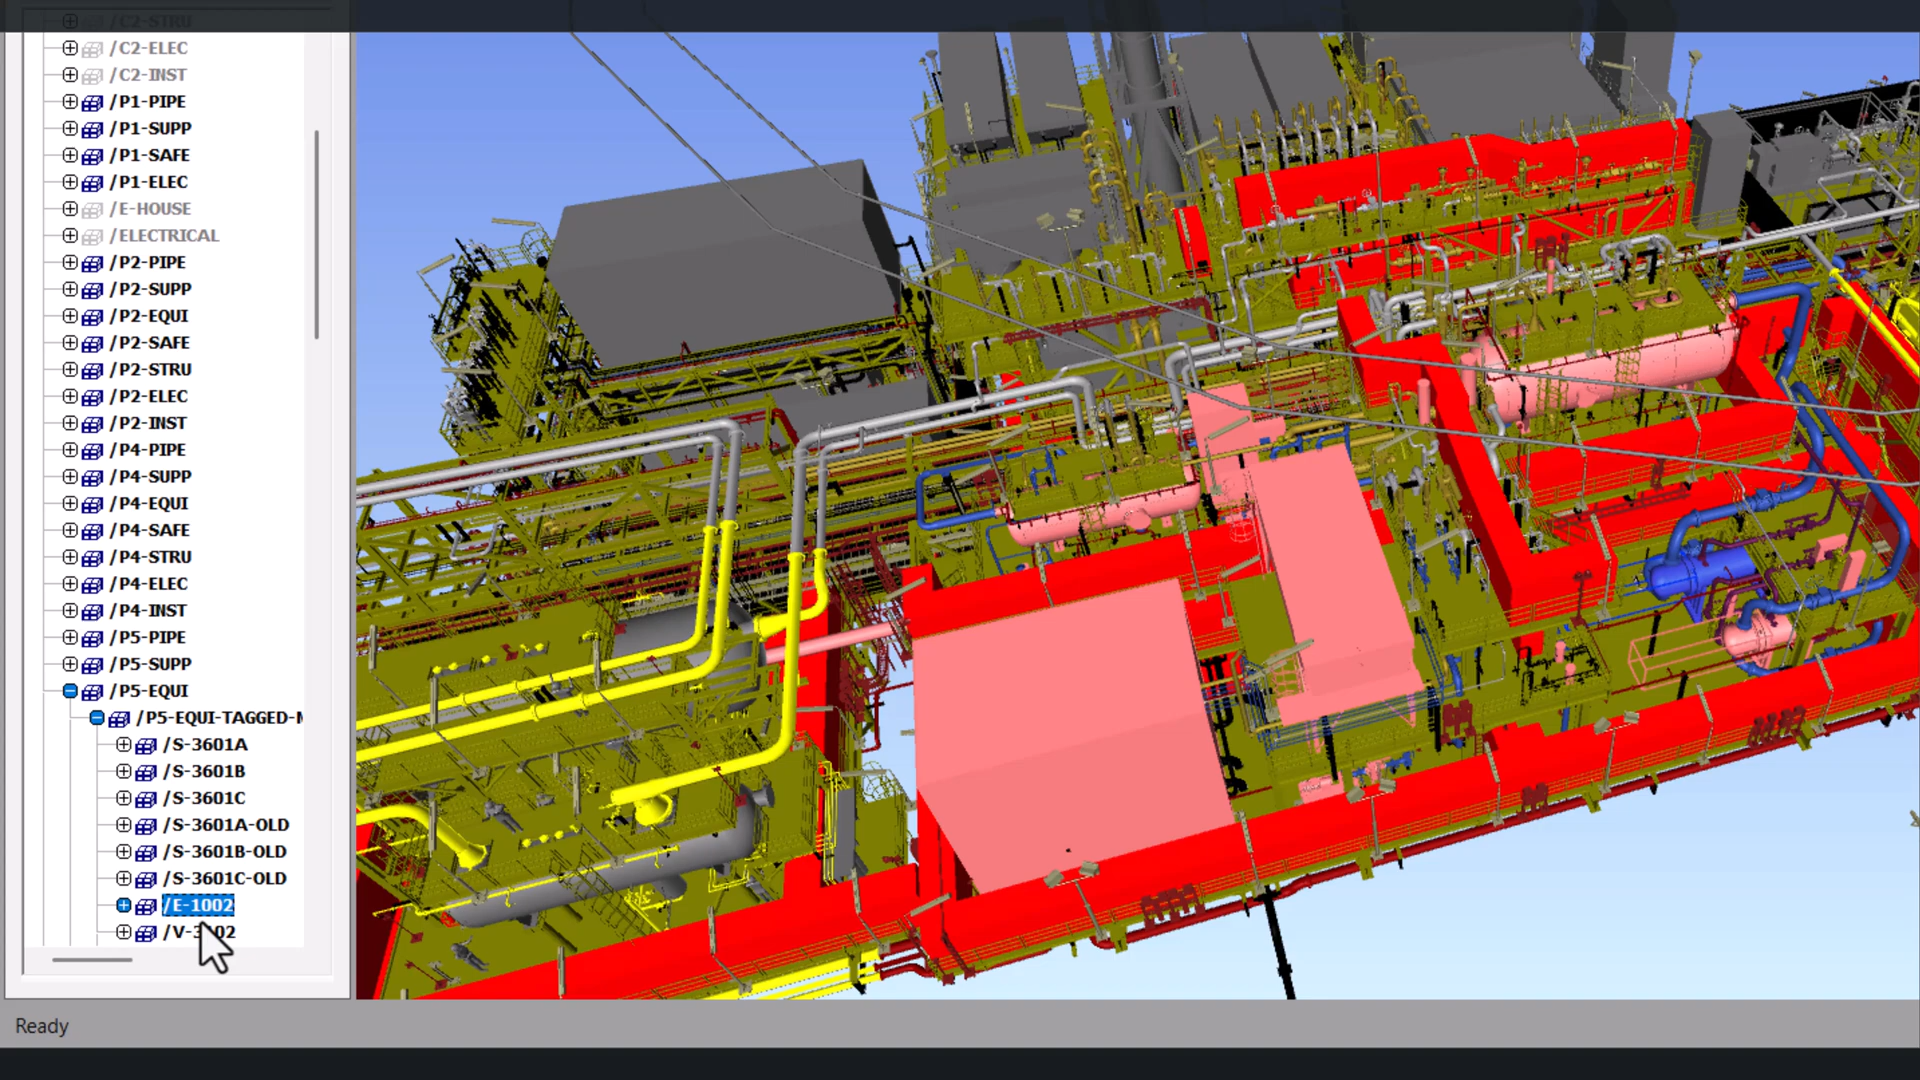 /C2-STRU
/C2-ELEC
/C2-INST
/P1-PIPE
/P1-SUPP
/P1-SAFE
/P1-ELEC
/E-HOUSE
/ELECTRICAL
/P2-PIPE
/P2-SUPP
/P2-EQUI
/P2-SAFE
/P2-STRU
/P2-ELEC
/P2-INST
/P4-PIPE
/P4-SUPP
/P4-EQUI
/P4-SAFE
/P4-STRU
/P4-ELEC
/P4-INST
/P5-PIPE
/P5-SUPP
/P5-EQUI
/P5-EQUI-TAGGED-
/S-3601A
/S-3601B
/S-3601C
/S-3601A-OLD
/S-3601B-OLD
/S-3601C-OLD
/E-1002
Ready